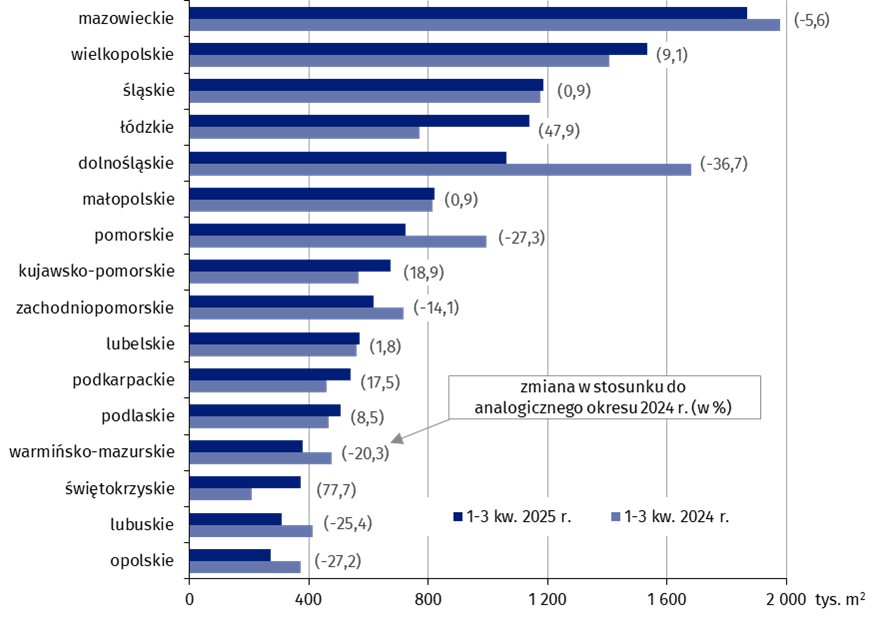 mazowieckie (-5,6)
wielkopolskie (9,1)
śląskie (0,9)
łódzkie (47,9)
dolnośląskie (-36,7)
małopolskie (0,9)
pomorskie (-27,3)
kujawsko-pomorskie (18,9)
zachodniopomorskie (-14,1)
lubelskie (1,8)
podkarpackie (17,5)
zmiana w stosunku do
analogicznego okresu 2024 r. (w %)
podlaskie (8,5)
warmińsko-mazurskie (-20,3)
świętokrzyskie (77,7)
1-3 kw. 2025 r. 1-3 kw. 2024 r.
lubuskie (-25,4)
opolskie (-27,2)
0 400 800 1 200 1 600 2 000 tys. m²